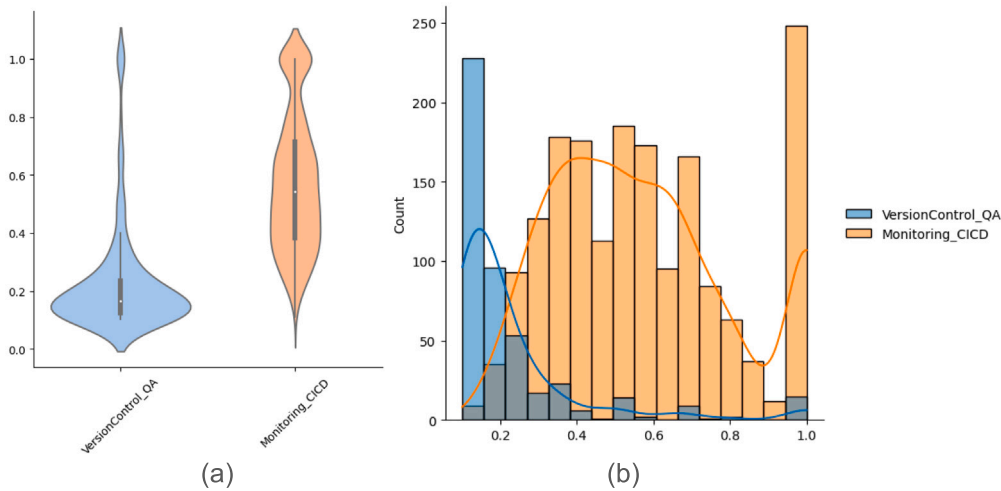 1.0
0.8
0.6
0.4
0.2
0.0
VersionControl_QA
Monitoring_CICD
(a)
250
200
150
100
50
0
Count
0.2 0.4 0.6 0.8 1.0
VersionControl_QA
Monitoring_CICD
(b)